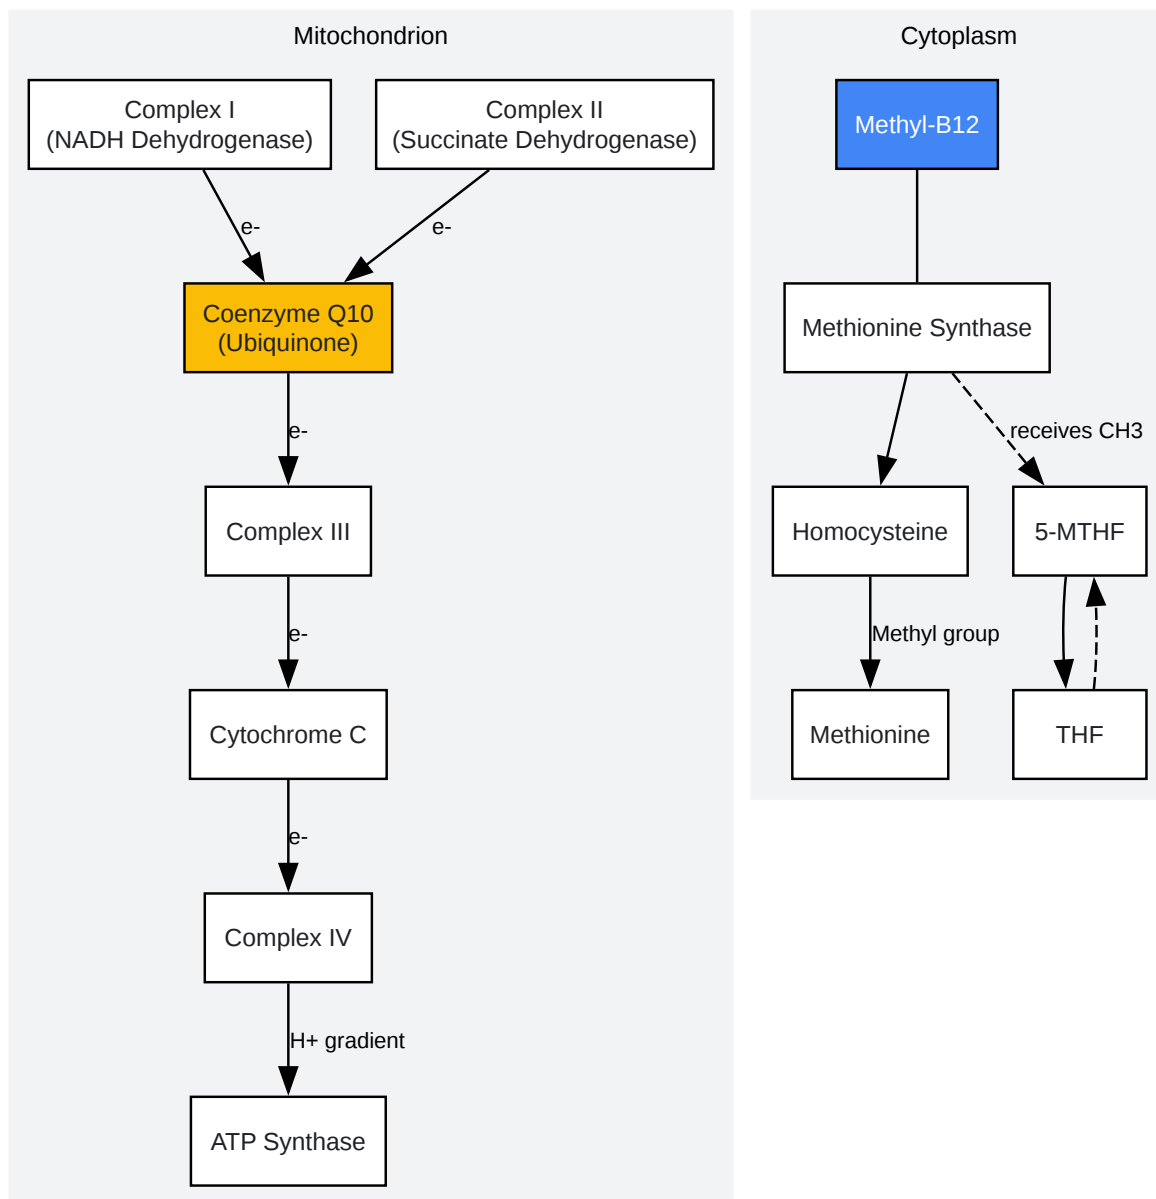 Mitochondrion
Complex I
(NADH Dehydrogenase)
Complex II
(Succinate Dehydrogenase)
e-
e-
Coenzyme Q10
(Ubiquinone)
e-
Complex III
e-
Cytochrome C
e-
Complex IV
H+ gradient
ATP Synthase
Cytoplasm
Methyl-B12
Methionine Synthase
receives CH3
Homocysteine
5-MTHF
Methyl group
Methionine
THF